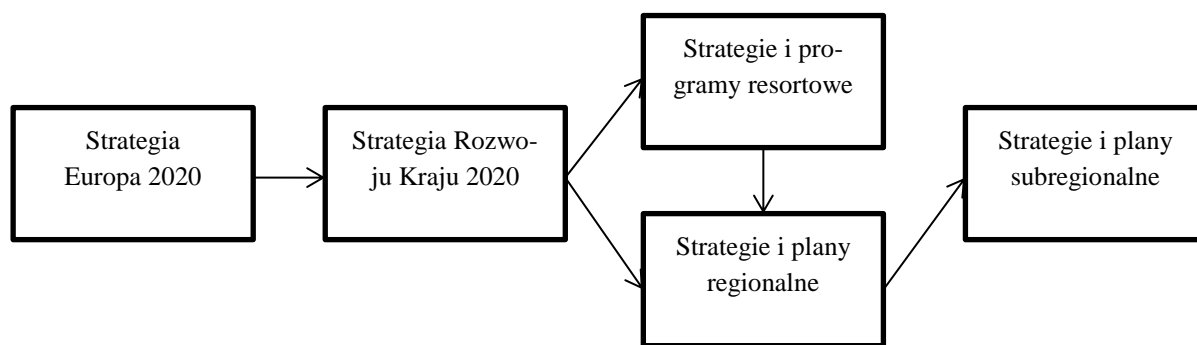 Strategia
Europa 2020
Strategia Rozwo-
ju Kraju 2020
Strategie i pro-
gramy resortowe
Strategie i plany
regionalne
Strategie i plany
subregionalne